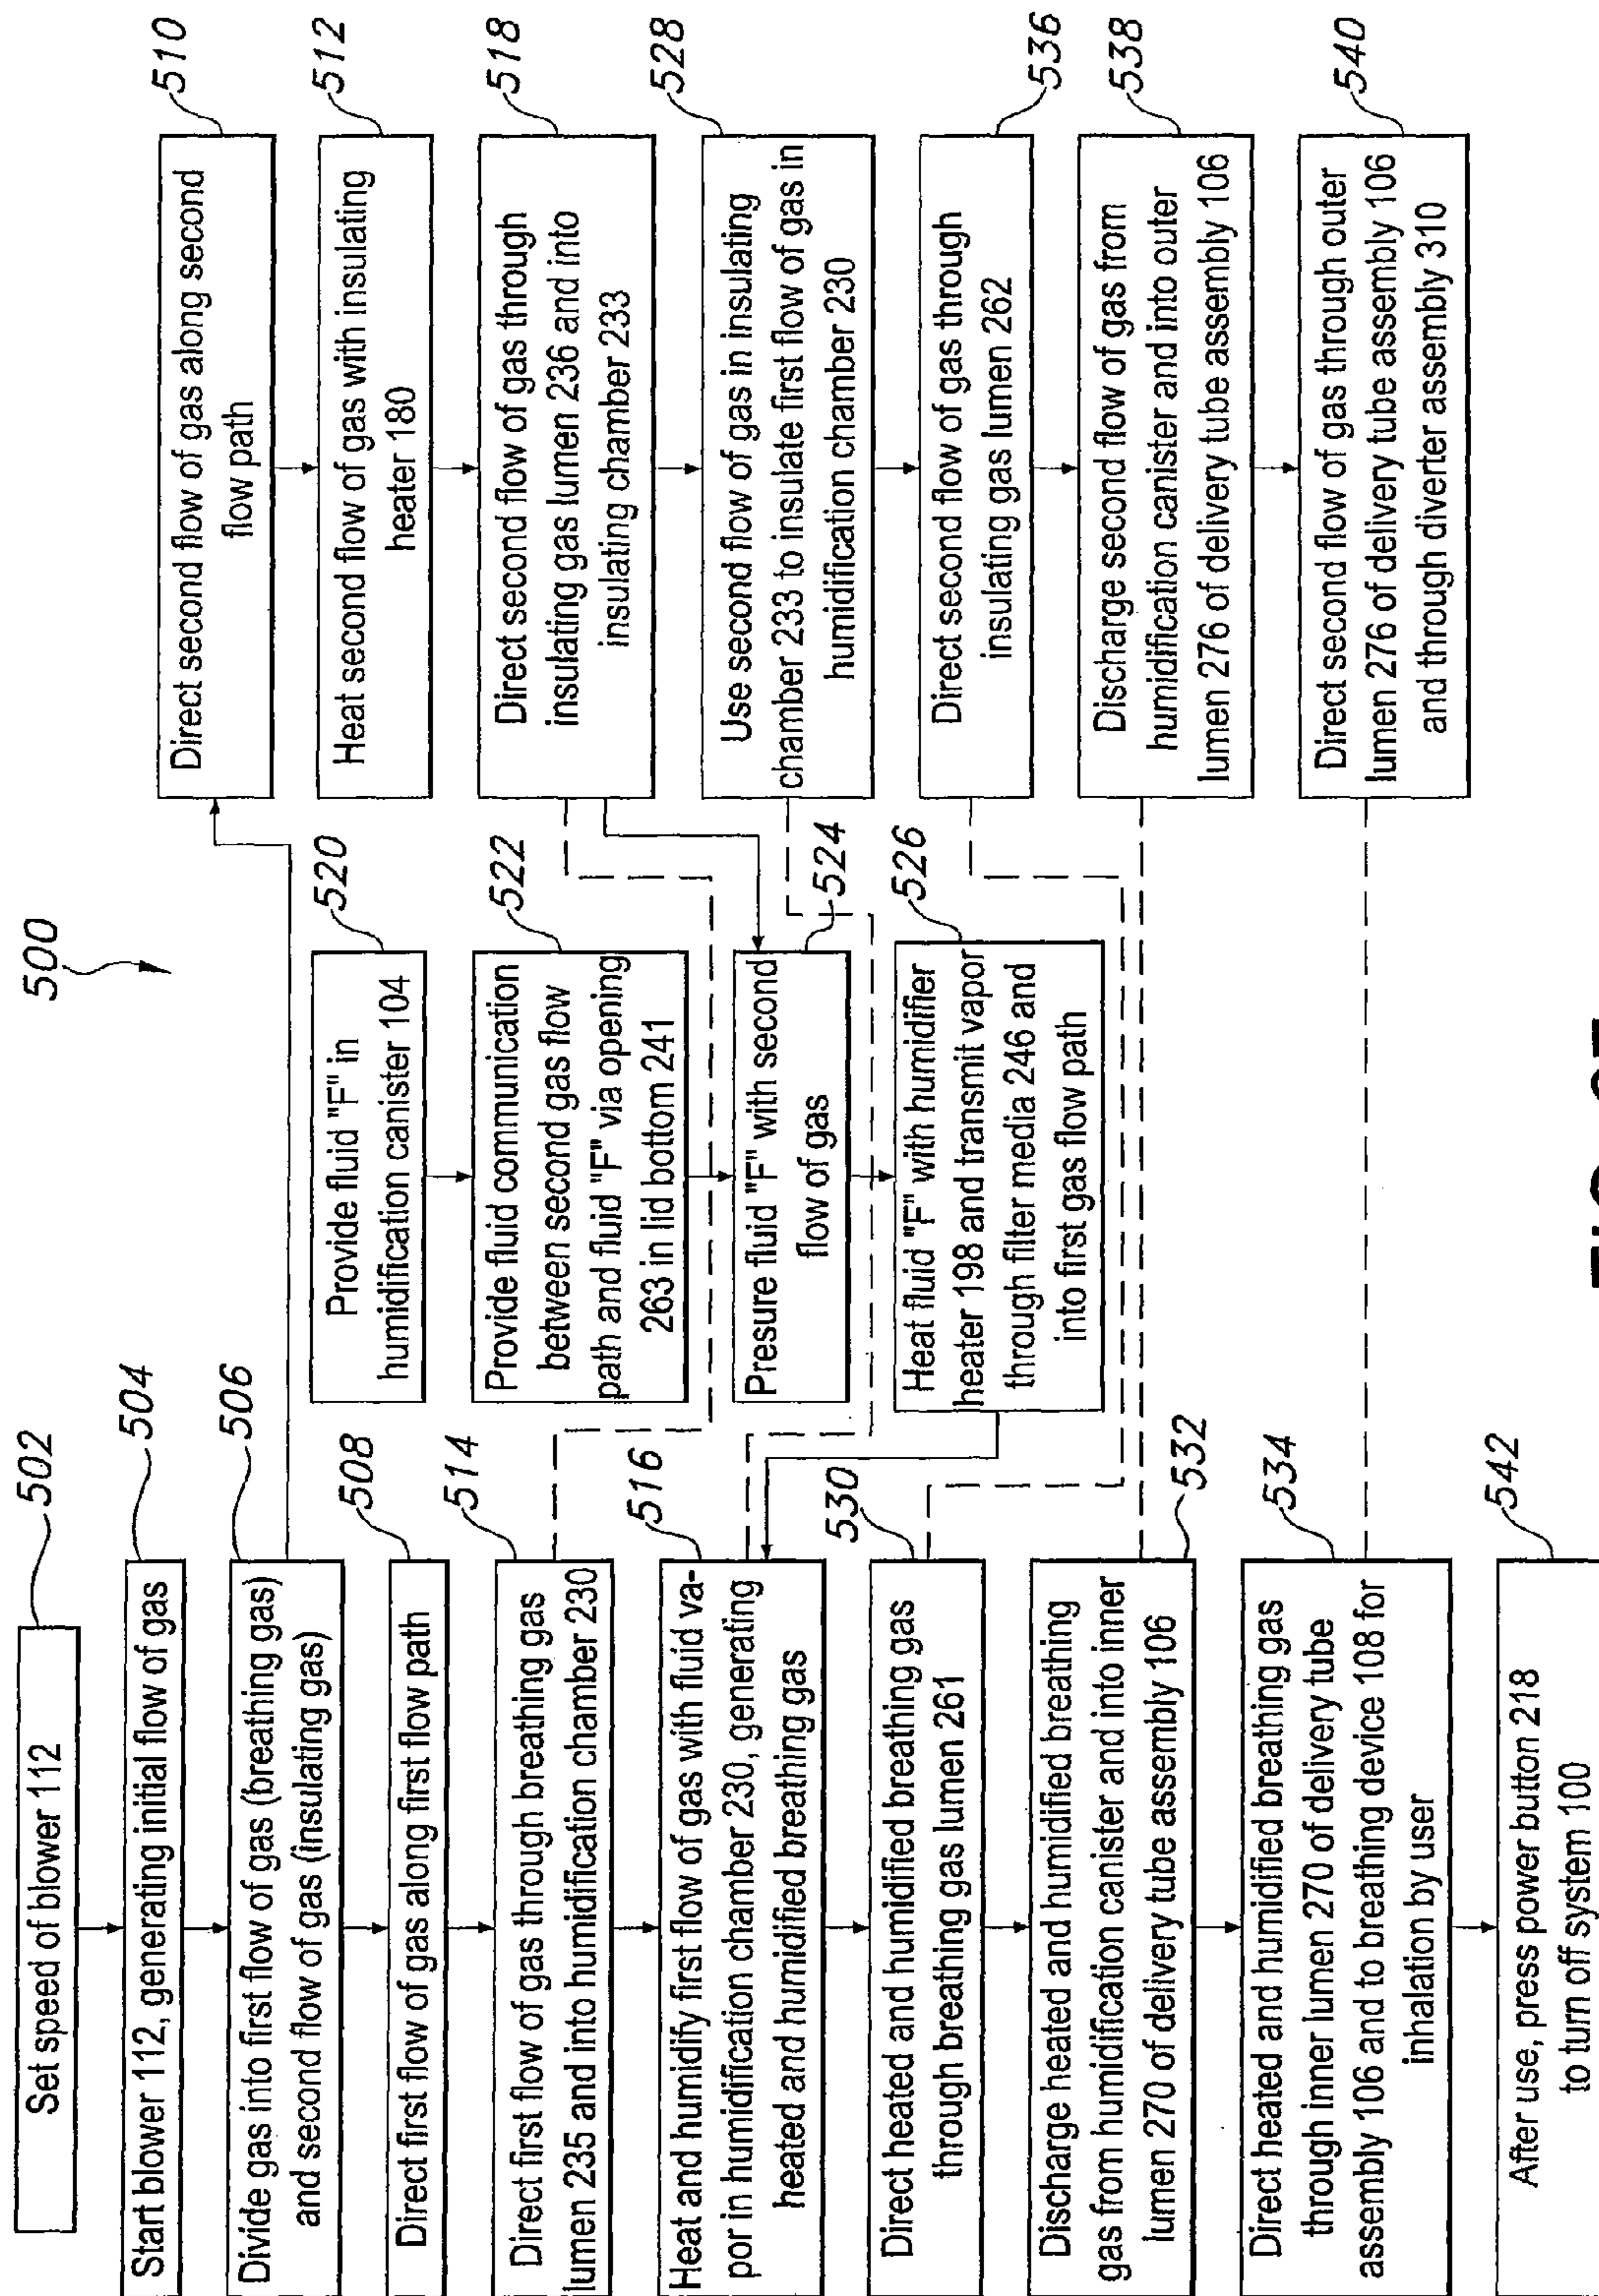 500
Set speed of blower 112
502
Start blower 112, generating initial flow of gas
504
Divide gas into first flow of gas (breathing gas)
and second flow of gas (insulating gas)
506
Direct first flow of gas along first flow path
508
Direct first flow of gas through breathing gas
lumen 235 and into humidification chamber 230
514
Heat and humidify first flow of gas with fluid va-
por in humidification chamber 230, generating
heated and humidified breathing gas
516
Direct heated and humidified breathing gas
through breathing gas lumen 261
530
Discharge heated and humidified breathing
gas from humidification canister and into inner
lumen 270 of delivery tube assembly 106
532
Direct heated and humidified breathing gas
through inner lumen 270 of delivery tube
assembly 106 and to breathing device 108 for
inhalation by user
534
After use, press power button 218
to turn off system 100
542
Provide fluid "F" in
humidification canister 104
520
Provide fluid communication
between second gas flow
path and fluid "F" via opening
263 in lid bottom 241
522
Presure fluid "F" with second
flow of gas
524
Heat fluid "F" with humidifier
heater 198 and transmit vapor
through filter media 246 and
into first gas flow path
526
Direct second flow of gas along second
flow path
510
Heat second flow of gas with insulating
heater 180
512
Direct second flow of gas through
insulating gas lumen 236 and into
insulating chamber 233
518
Use second flow of gas in insulating
chamber 233 to insulate first flow of gas in
humidification chamber 230
528
Direct second flow of gas through
insulating gas lumen 262
536
Discharge second flow of gas from
humidification canister and into outer
lumen 276 of delivery tube assembly 106
538
Direct second flow of gas through outer
lumen 276 of delivery tube assembly 106
and through diverter assembly 310
540